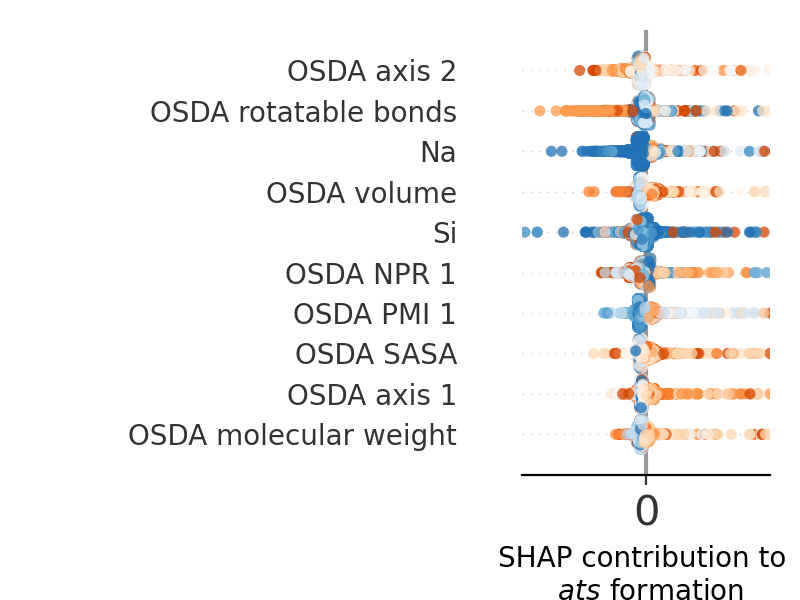 OSDA axis 2
OSDA rotatable bonds
Na
OSDA volume
Si
OSDA NPR 1
OSDA PMI 1
OSDA SASA
OSDA axis 1
OSDA molecular weight
0
SHAP contribution to
ats formation